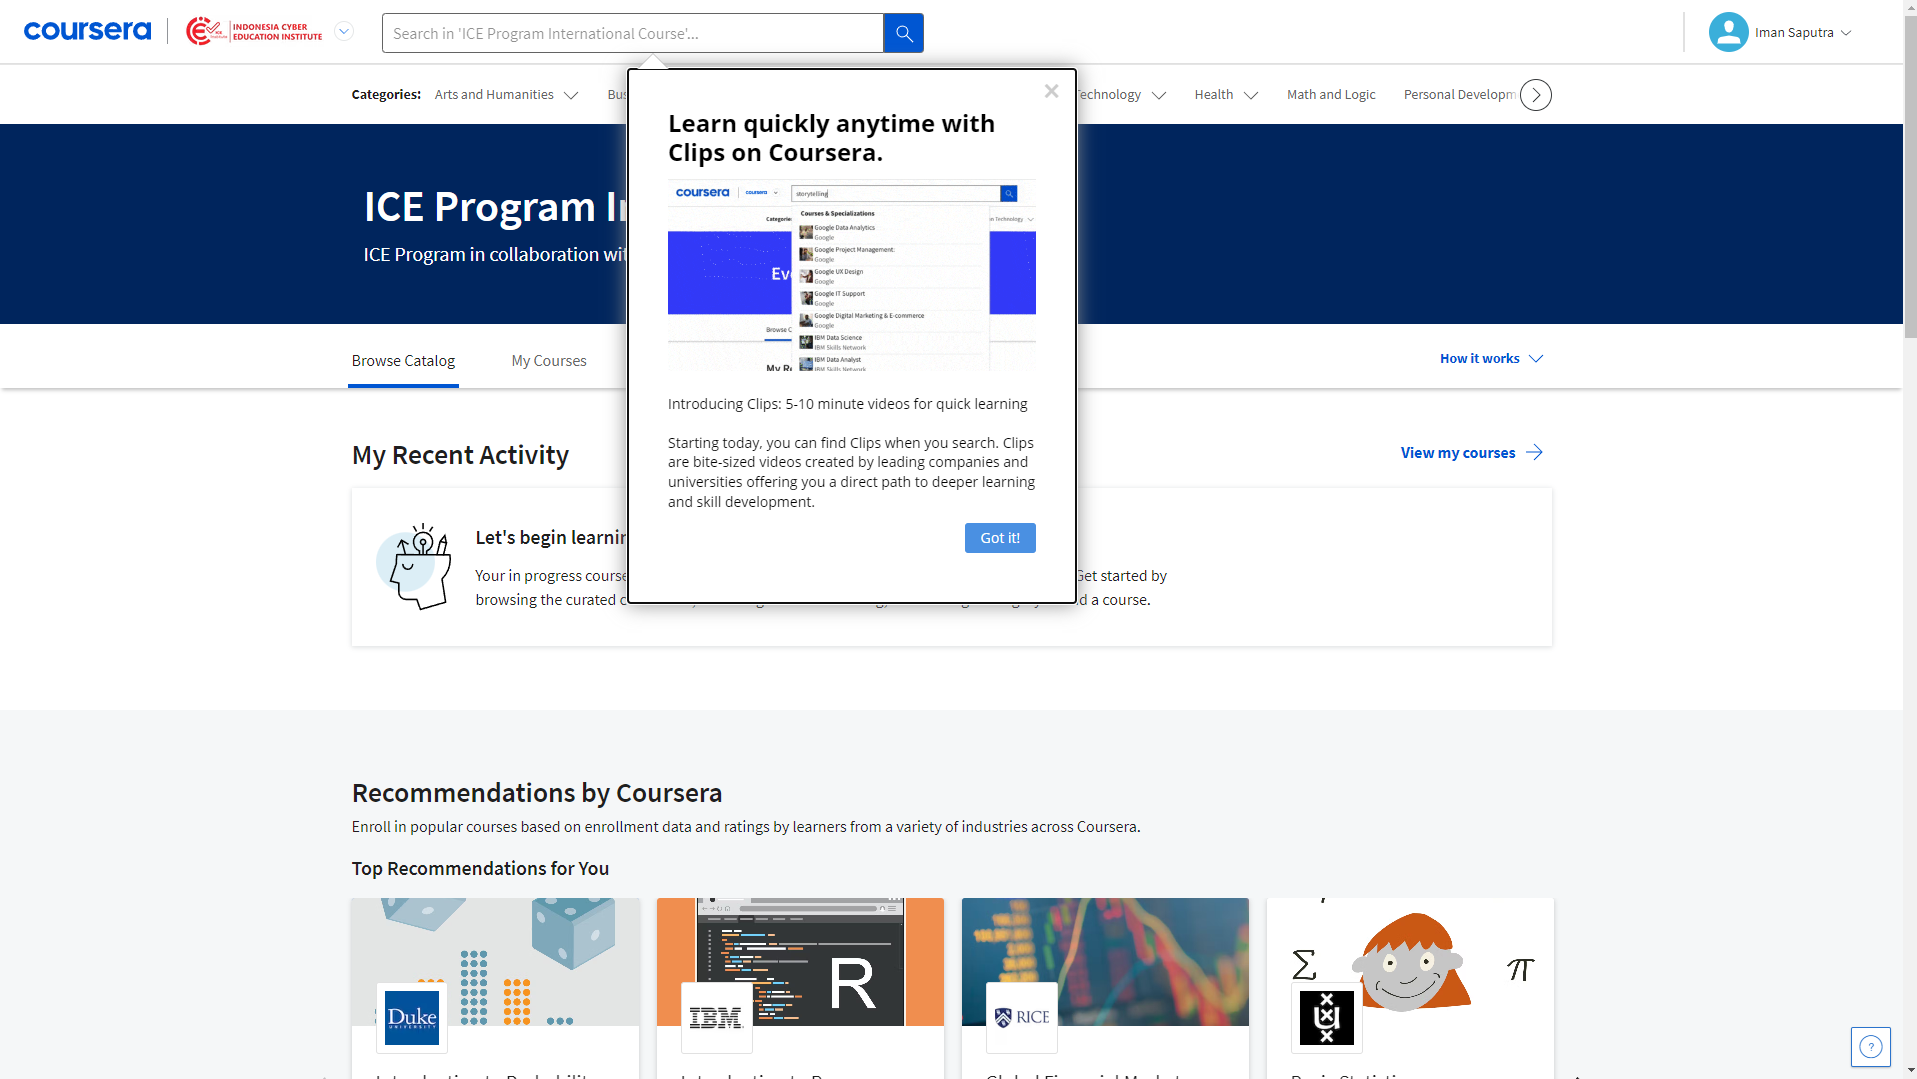 coursera
ICE
INDONESIA CYBER
EDUCATION INSTITUTE
Search in 'ICE Program International Course'...
Iman Saputra
Categories:
Arts and Humanities
Technology
Health
Math and Logic
Personal Developm
ICE Program
ICE Program in collaboration
Learn quickly anytime with
Clips on Coursera.
coursera
coursera
storytelling
Courses & Specializations
Google Data Analytics
Google
Google Project Management:
Google
Google UX Design
Google
Google IT Support
Google
Google Digital Marketing & E-commerce
Google
IBM Data Science
IBM Skills Network
IBM Data Analyst
IBM Skills Network
Categorie
n Technology
Ev
Browse C
My Re
Introducing Clips: 5-10 minute videos for quick learning
Starting today, you can find Clips when you search. Clips
are bite-sized videos created by leading companies and
universities offering you a direct path to deeper learning
and skill development.
Got it!
Browse Catalog
My Courses
How it works
My Recent Activity
View my courses
Let's begin learnin
Your in progress course
Get started by
browsing the curated
d a course.
Recommendations by Coursera
Enroll in popular courses based on enrollment data and ratings by learners from a variety of industries across Coursera.
Top Recommendations for You
Duke
UNIVERSITY
IBM
R
RICE
Σ
π
U
?